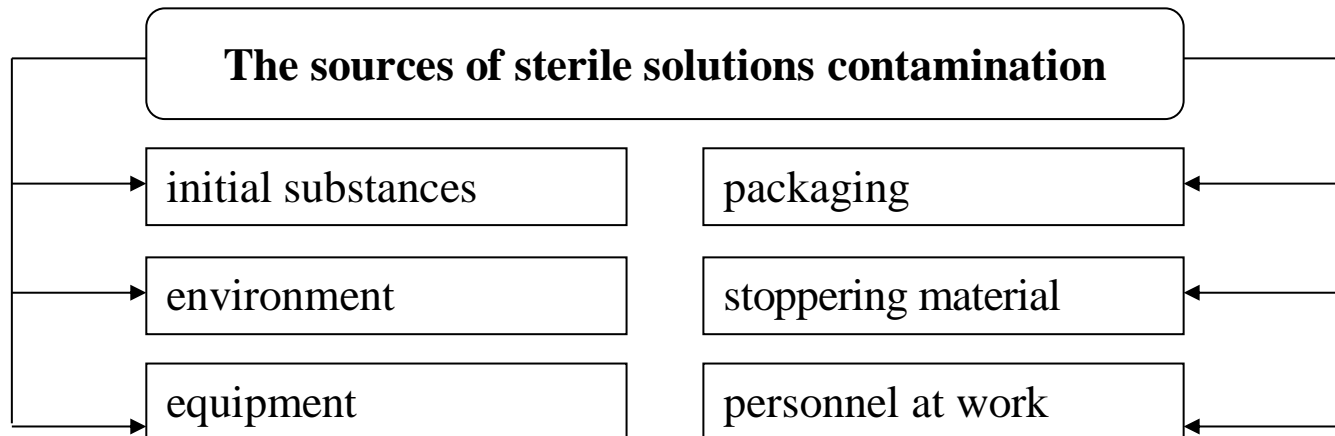 The sources of sterile solutions contamination
initial substances
packaging
environment
stoppering material
equipment
personnel at work